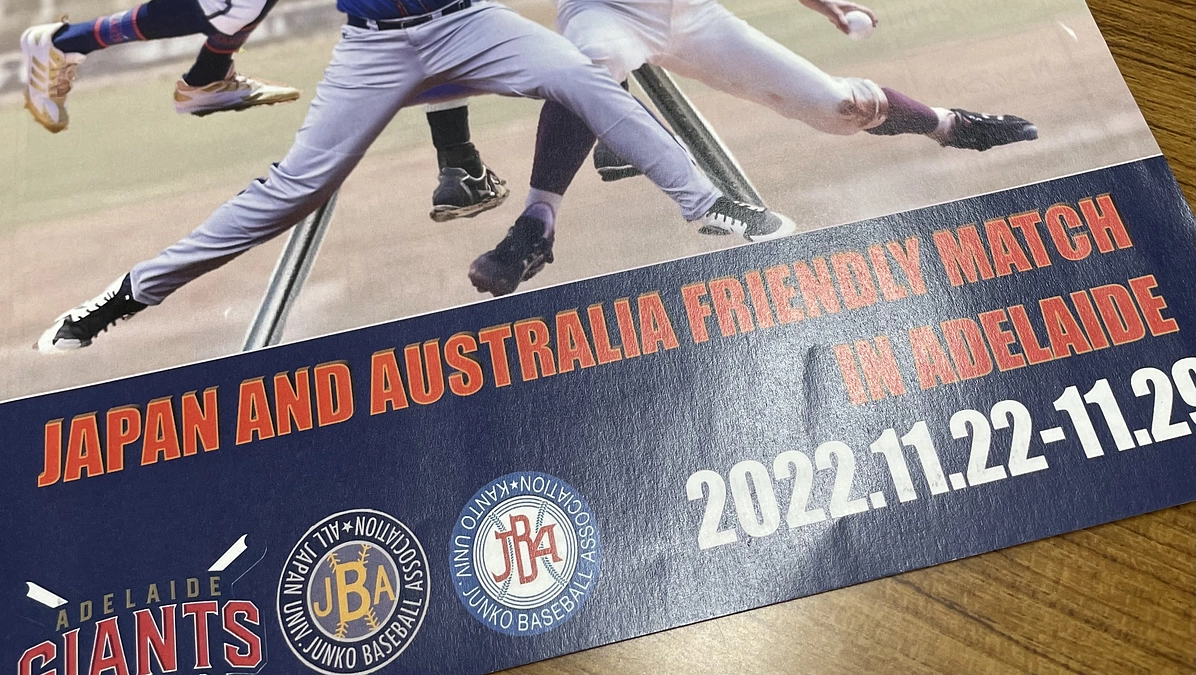 JAPAN AND AUSTRALIA FRIENDLY MATCH
IN ADELAIDE
2022.11.22-11.29
ADELAIDE
GIANTS
ALL JAPAN UNIV. JUNKO BASEBALL ASSOCIATION★
JBA
KANTO UNIV. JUNKO BASEBALL ASSOCIATION★
JBA